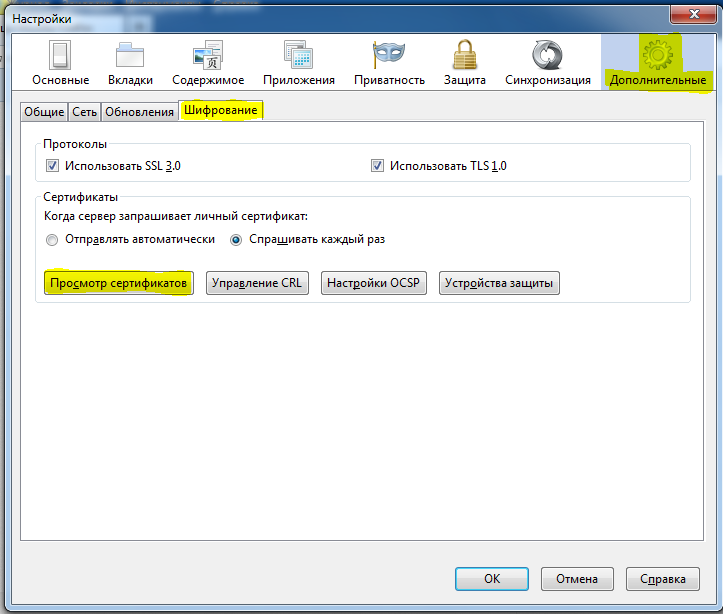 Настройки
Основные Вкладки Содержимое Приложения Приватность Защита Синхронизация Дополнительные
Общие Сеть Обновления Шифрование
Протоколы
Использовать SSL 3.0 Использовать TLS 1.0
Сертификаты
Когда сервер запрашивает личный сертификат:
Отправлять автоматически Спрашивать каждый раз
Просмотр сертификатов Управление CRL Настройки OCSP Устройства защиты
OK Отмена Справка